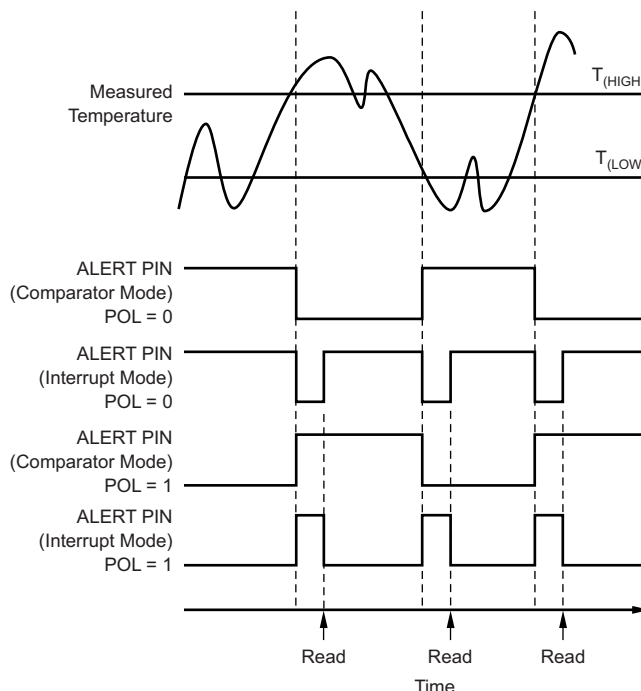 T(HIGH
Measured
Temperature
T(LOW
ALERT PIN
(Comparator Mode)
POL = 0
ALERT PIN
(Interrupt Mode)
POL = 0
ALERT PIN
(Comparator Mode)
POL = 1
ALERT PIN
(Interrupt Mode)
POL = 1
Read Read Read
Time